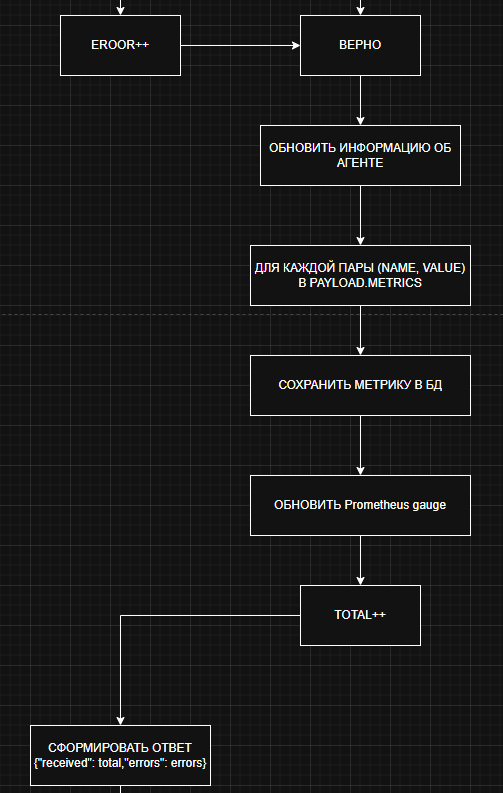 EROOR++
ВЕРНО
ОБНОВИТЬ ИНФОРМАЦИЮ ОБ
АГЕНТЕ
ДЛЯ КАЖДОЙ ПАРЫ (NAME, VALUE)
В PAYLOAD.METRICS
СОХРАНИТЬ МЕТРИКУ В БД
ОБНОВИТЬ Prometheus gauge
TOTAL++
СФОРМИРОВАТЬ ОТВЕТ
{"received": total,"errors": errors}